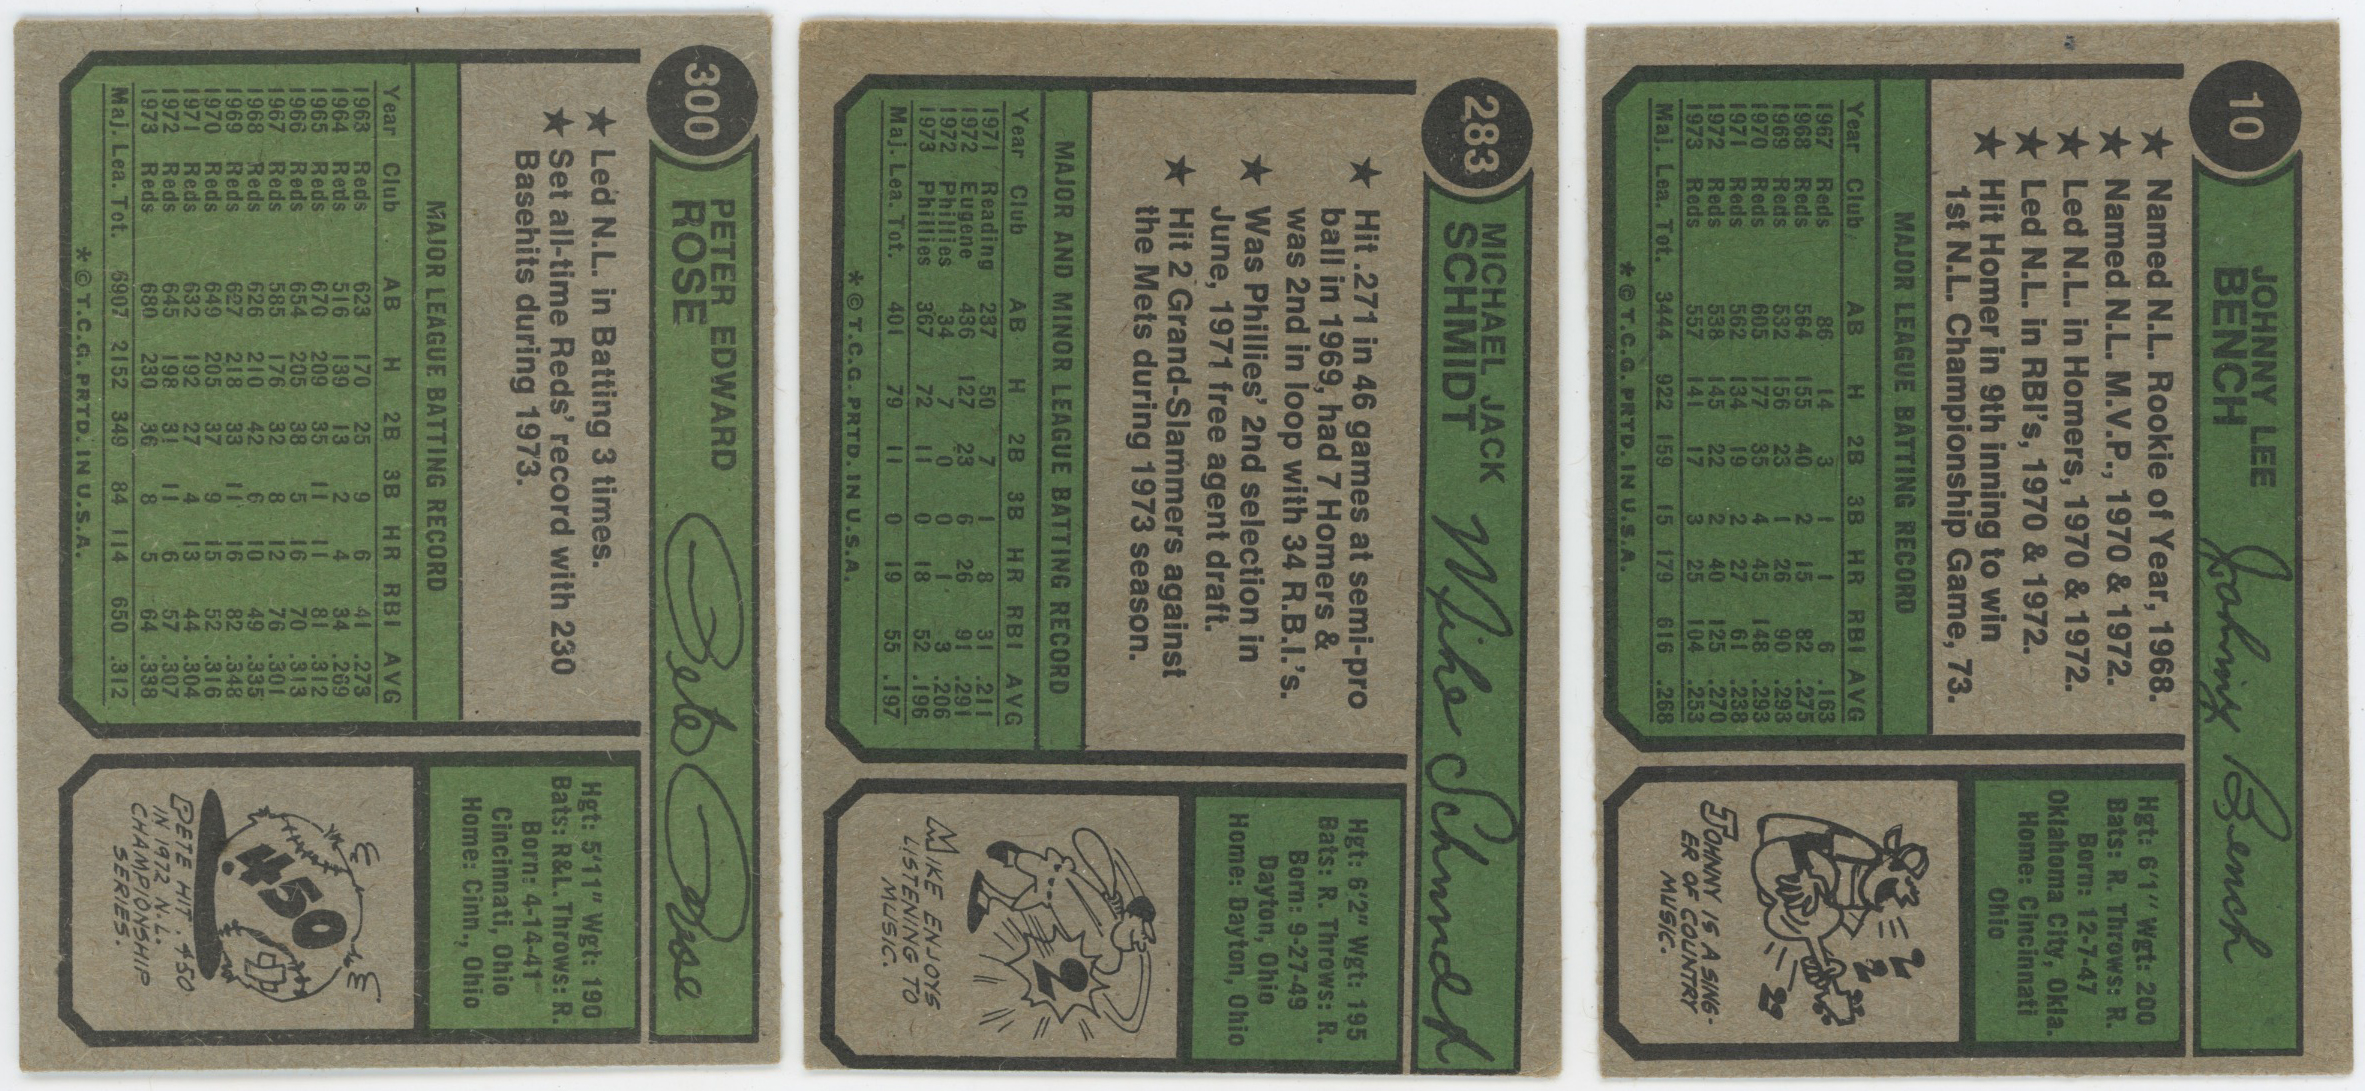 300
PETER EDWARD
ROSE
Pete Rose
★ Led N.L. in Batting 3 times.
★ Set all-time Reds' record with 230
Basehits during 1973.
MAJOR LEAGUE BATTING RECORD
Year Club AB H 2B 3B HR RBI AVG
1963 Reds 623 170 25 9 6 41 .273
1964 Reds 516 139 13 2 4 34 .269
1965 Reds 670 209 35 11 11 81 .312
1966 Reds 654 205 38 5 16 70 .313
1967 Reds 585 176 32 8 12 76 .301
1968 Reds 626 210 42 6 10 49 .335
1969 Reds 627 218 33 11 16 82 .348
1970 Reds 649 205 37 9 15 52 .316
1971 Reds 632 192 27 4 13 44 .304
1972 Reds 645 198 31 11 6 57 .307
1973 Reds 680 230 36 8 5 64 .338
Maj. Lea. Tot. 6907 2152 349 84 114 650 .312
*©T.C.G. PRTD. IN U.S.A.
Hgt: 5'11" Wgt: 190
Bats: R&L. Throws: R.
Born: 4-14-41
Cincinnati, Ohio
Home: Cinn., Ohio
.450
PETE HIT .450
IN 1972 N.L.
CHAMPIONSHIP
SERIES.
283
MICHAEL JACK
SCHMIDT
Mike Schmidt
★ Hit .271 in 46 games at semi-pro
ball in 1969, had 7 Homers &
was 2nd in loop with 34 R.B.I.'s.
★ Was Phillies' 2nd selection in
June, 1971 free agent draft.
★ Hit 2 Grand-Slammers against
the Mets during 1973 season.
MAJOR AND MINOR LEAGUE BATTING RECORD
Year Club AB H 2B 3B HR RBI AVG
1971 Reading 237 50 7 1 8 31 .211
1972 Eugene 436 127 23 6 26 91 .291
1972 Phillies 34 7 0 0 1 3 .206
1973 Phillies 367 72 11 0 18 52 .196
Maj. Lea. Tot. 401 79 11 0 19 55 .197
*©T.C.G. PRTD. IN U.S.A.
Hgt: 6'2" Wgt: 195
Bats: R. Throws: R.
Born: 9-27-49
Dayton, Ohio
Home: Dayton, Ohio
MIKE ENJOYS
LISTENING TO
MUSIC.
10
JOHNNY LEE
BENCH
Johnny Bench
★ Named N.L. Rookie of Year, 1968.
★ Named N.L. M.V.P., 1970 & 1972.
★ Led N.L. in Homers, 1970 & 1972.
★ Led N.L. in RBI's, 1970 & 1972.
★ Hit Homer in 9th inning to win
1st N.L. Championship Game, 73.
MAJOR LEAGUE BATTING RECORD
Year Club AB H 2B 3B HR RBI AVG
1967 Reds 86 14 3 1 1 6 .163
1968 Reds 564 155 40 2 15 82 .275
1969 Reds 532 156 23 1 26 90 .293
1970 Reds 605 177 35 4 45 148 .293
1971 Reds 562 134 19 2 27 61 .238
1972 Reds 538 145 22 2 40 125 .270
1973 Reds 557 141 17 3 25 104 .253
Maj. Lea. Tot. 3444 922 159 15 179 616 .268
*©T.C.G. PRTD. IN U.S.A.
Hgt: 6'1" Wgt: 200
Bats: R. Throws: R.
Born: 12-7-47
Oklahoma City, Okla.
Home: Cincinnati
Ohio
JOHNNY IS A SING-
ER OF COUNTRY
MUSIC.